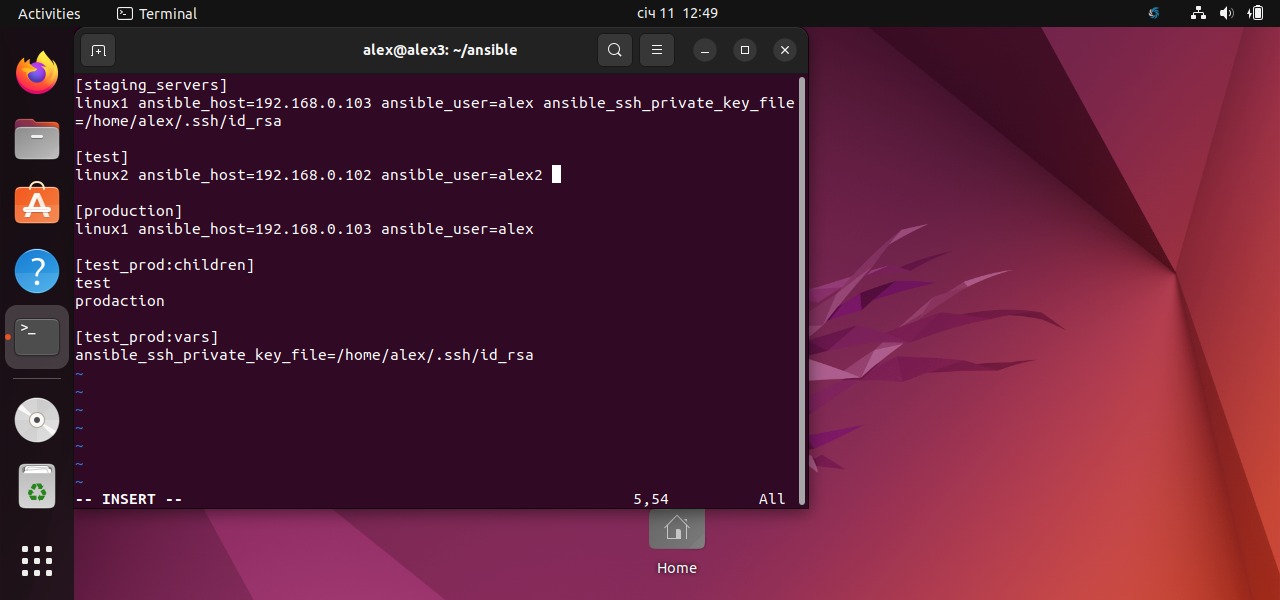 Activities
Terminal
січ 11 12:49
alex@alex3: ~/ansible
[staging_servers]
linux1 ansible_host=192.168.0.103 ansible_user=alex ansible_ssh_private_key_file
=/home/alex/.ssh/id_rsa
[test]
linux2 ansible_host=192.168.0.102 ansible_user=alex2
[production]
linux1 ansible_host=192.168.0.103 ansible_user=alex
[test_prod:children]
test
prodaction
[test_prod:vars]
ansible_ssh_private_key_file=/home/alex/.ssh/id_rsa
~
~
~
~
~
~
~
-- INSERT -- 5,54 All
Home